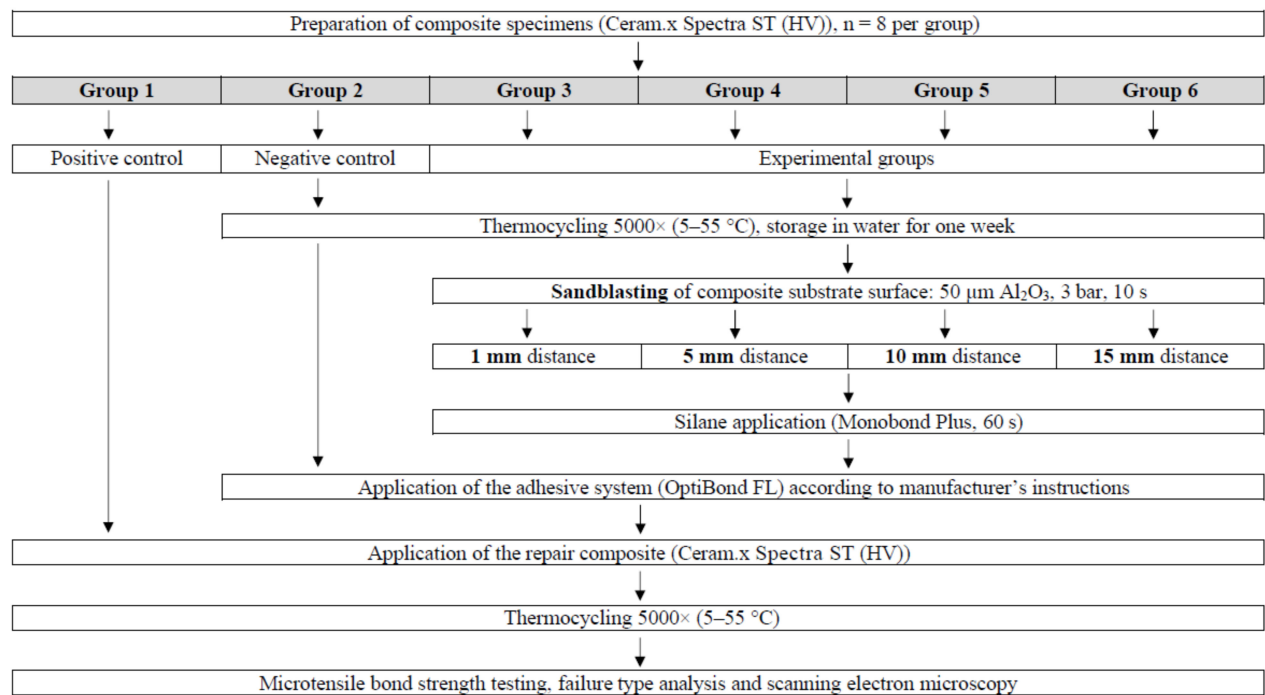 Preparation of composite specimens (Ceram.x Spectra ST (HV)), n = 8 per group)
Group 1 Group 2 Group 3 Group 4 Group 5 Group 6
Positive control Negative control Experimental groups
Thermocycling 5000× (5–55 °C), storage in water for one week
Sandblasting of composite substrate surface: 50 µm Al₂O₃, 3 bar, 10 s
1 mm distance 5 mm distance 10 mm distance 15 mm distance
Silane application (Monobond Plus, 60 s)
Application of the adhesive system (OptiBond FL) according to manufacturer’s instructions
Application of the repair composite (Ceram.x Spectra ST (HV))
Thermocycling 5000× (5–55 °C)
Microtensile bond strength testing, failure type analysis and scanning electron microscopy